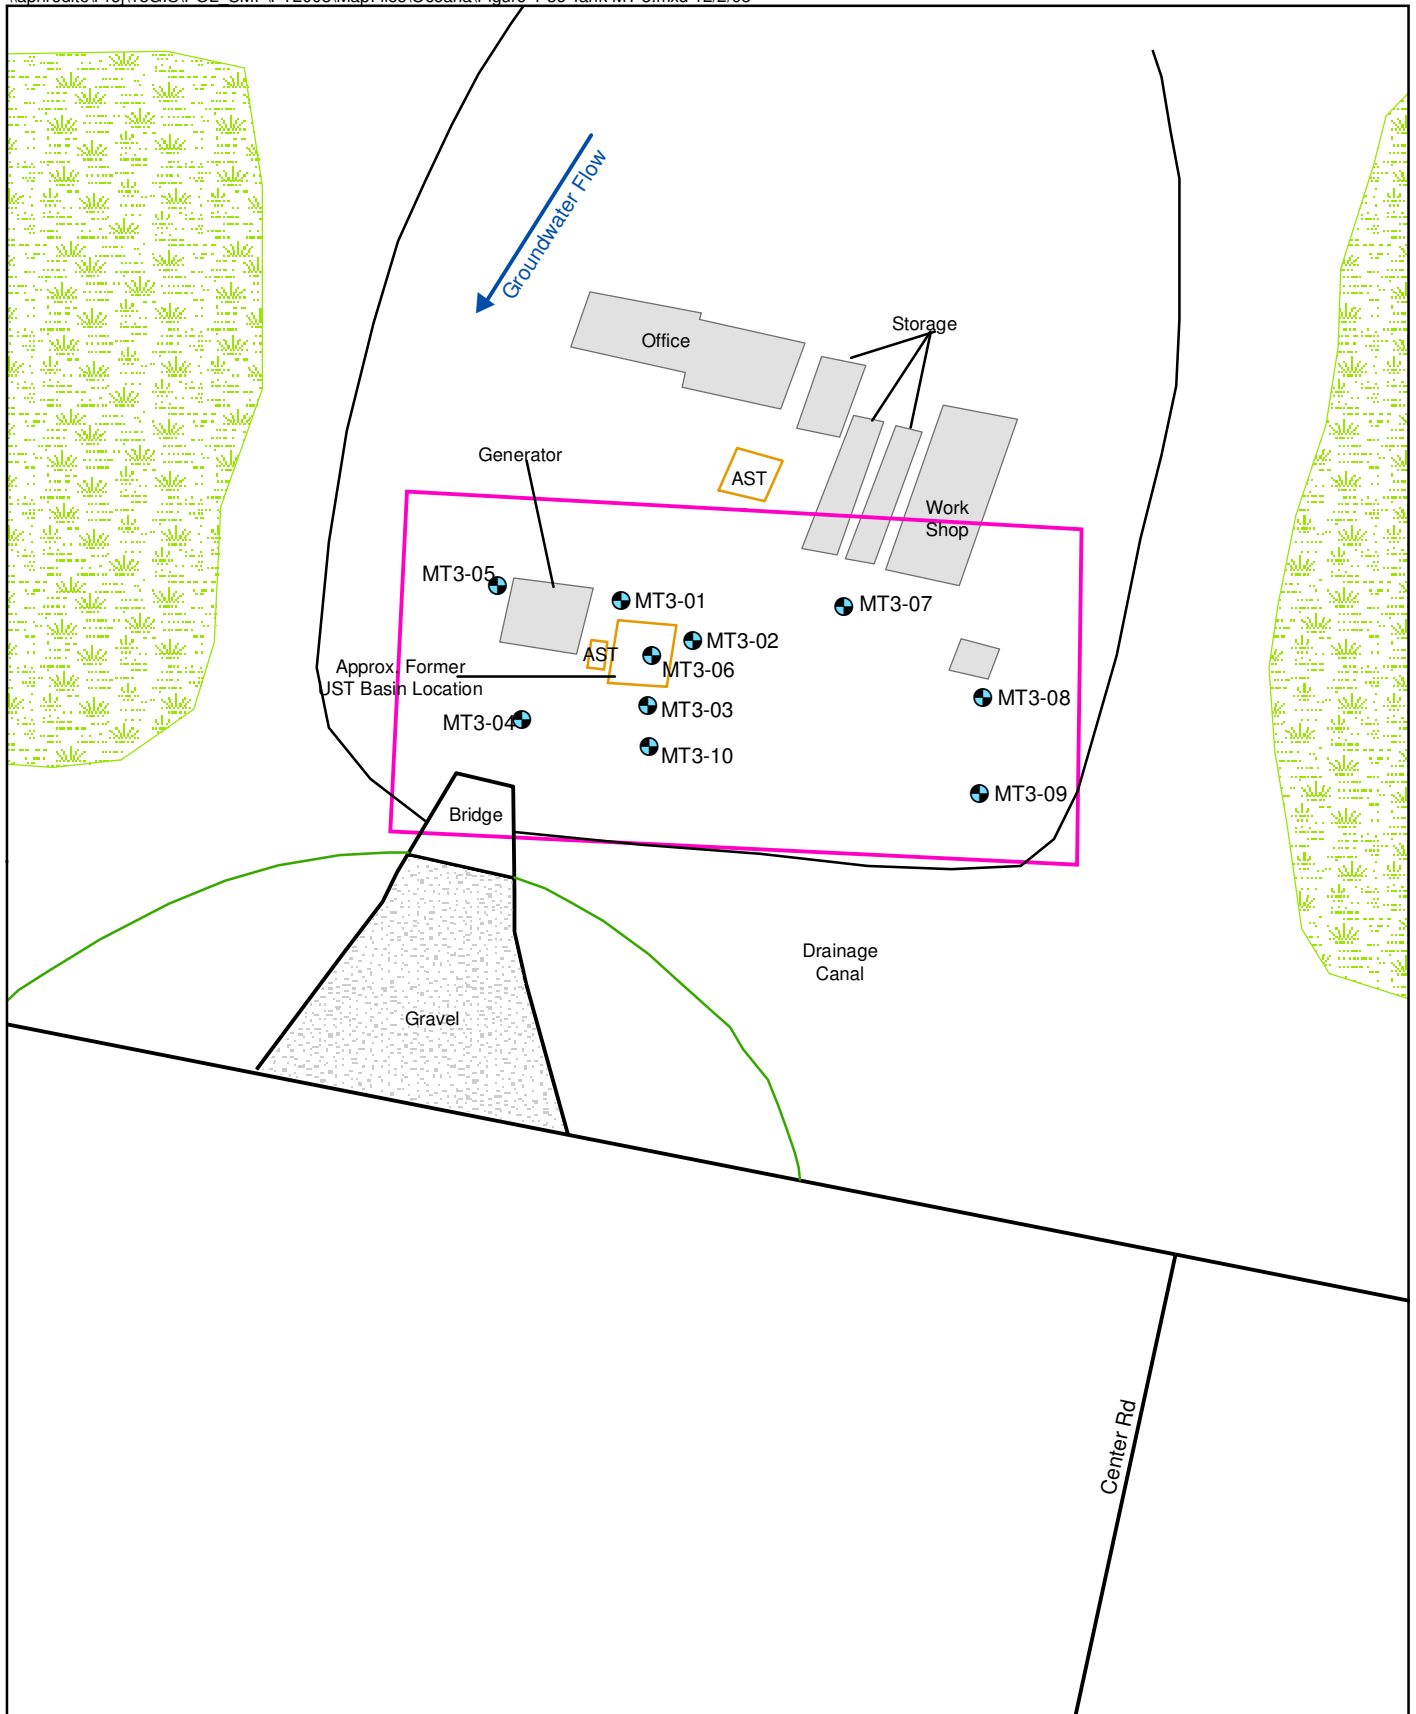 Groundwater Flow
Office
Storage
Generator
AST
Work
Shop
MT3-05
MT3-01
MT3-07
MT3-02
AST
MT3-06
Approx. Former
UST Basin Location
MT3-08
MT3-03
MT3-04
MT3-10
MT3-09
Bridge
Drainage
Canal
Gravel
Center Rd